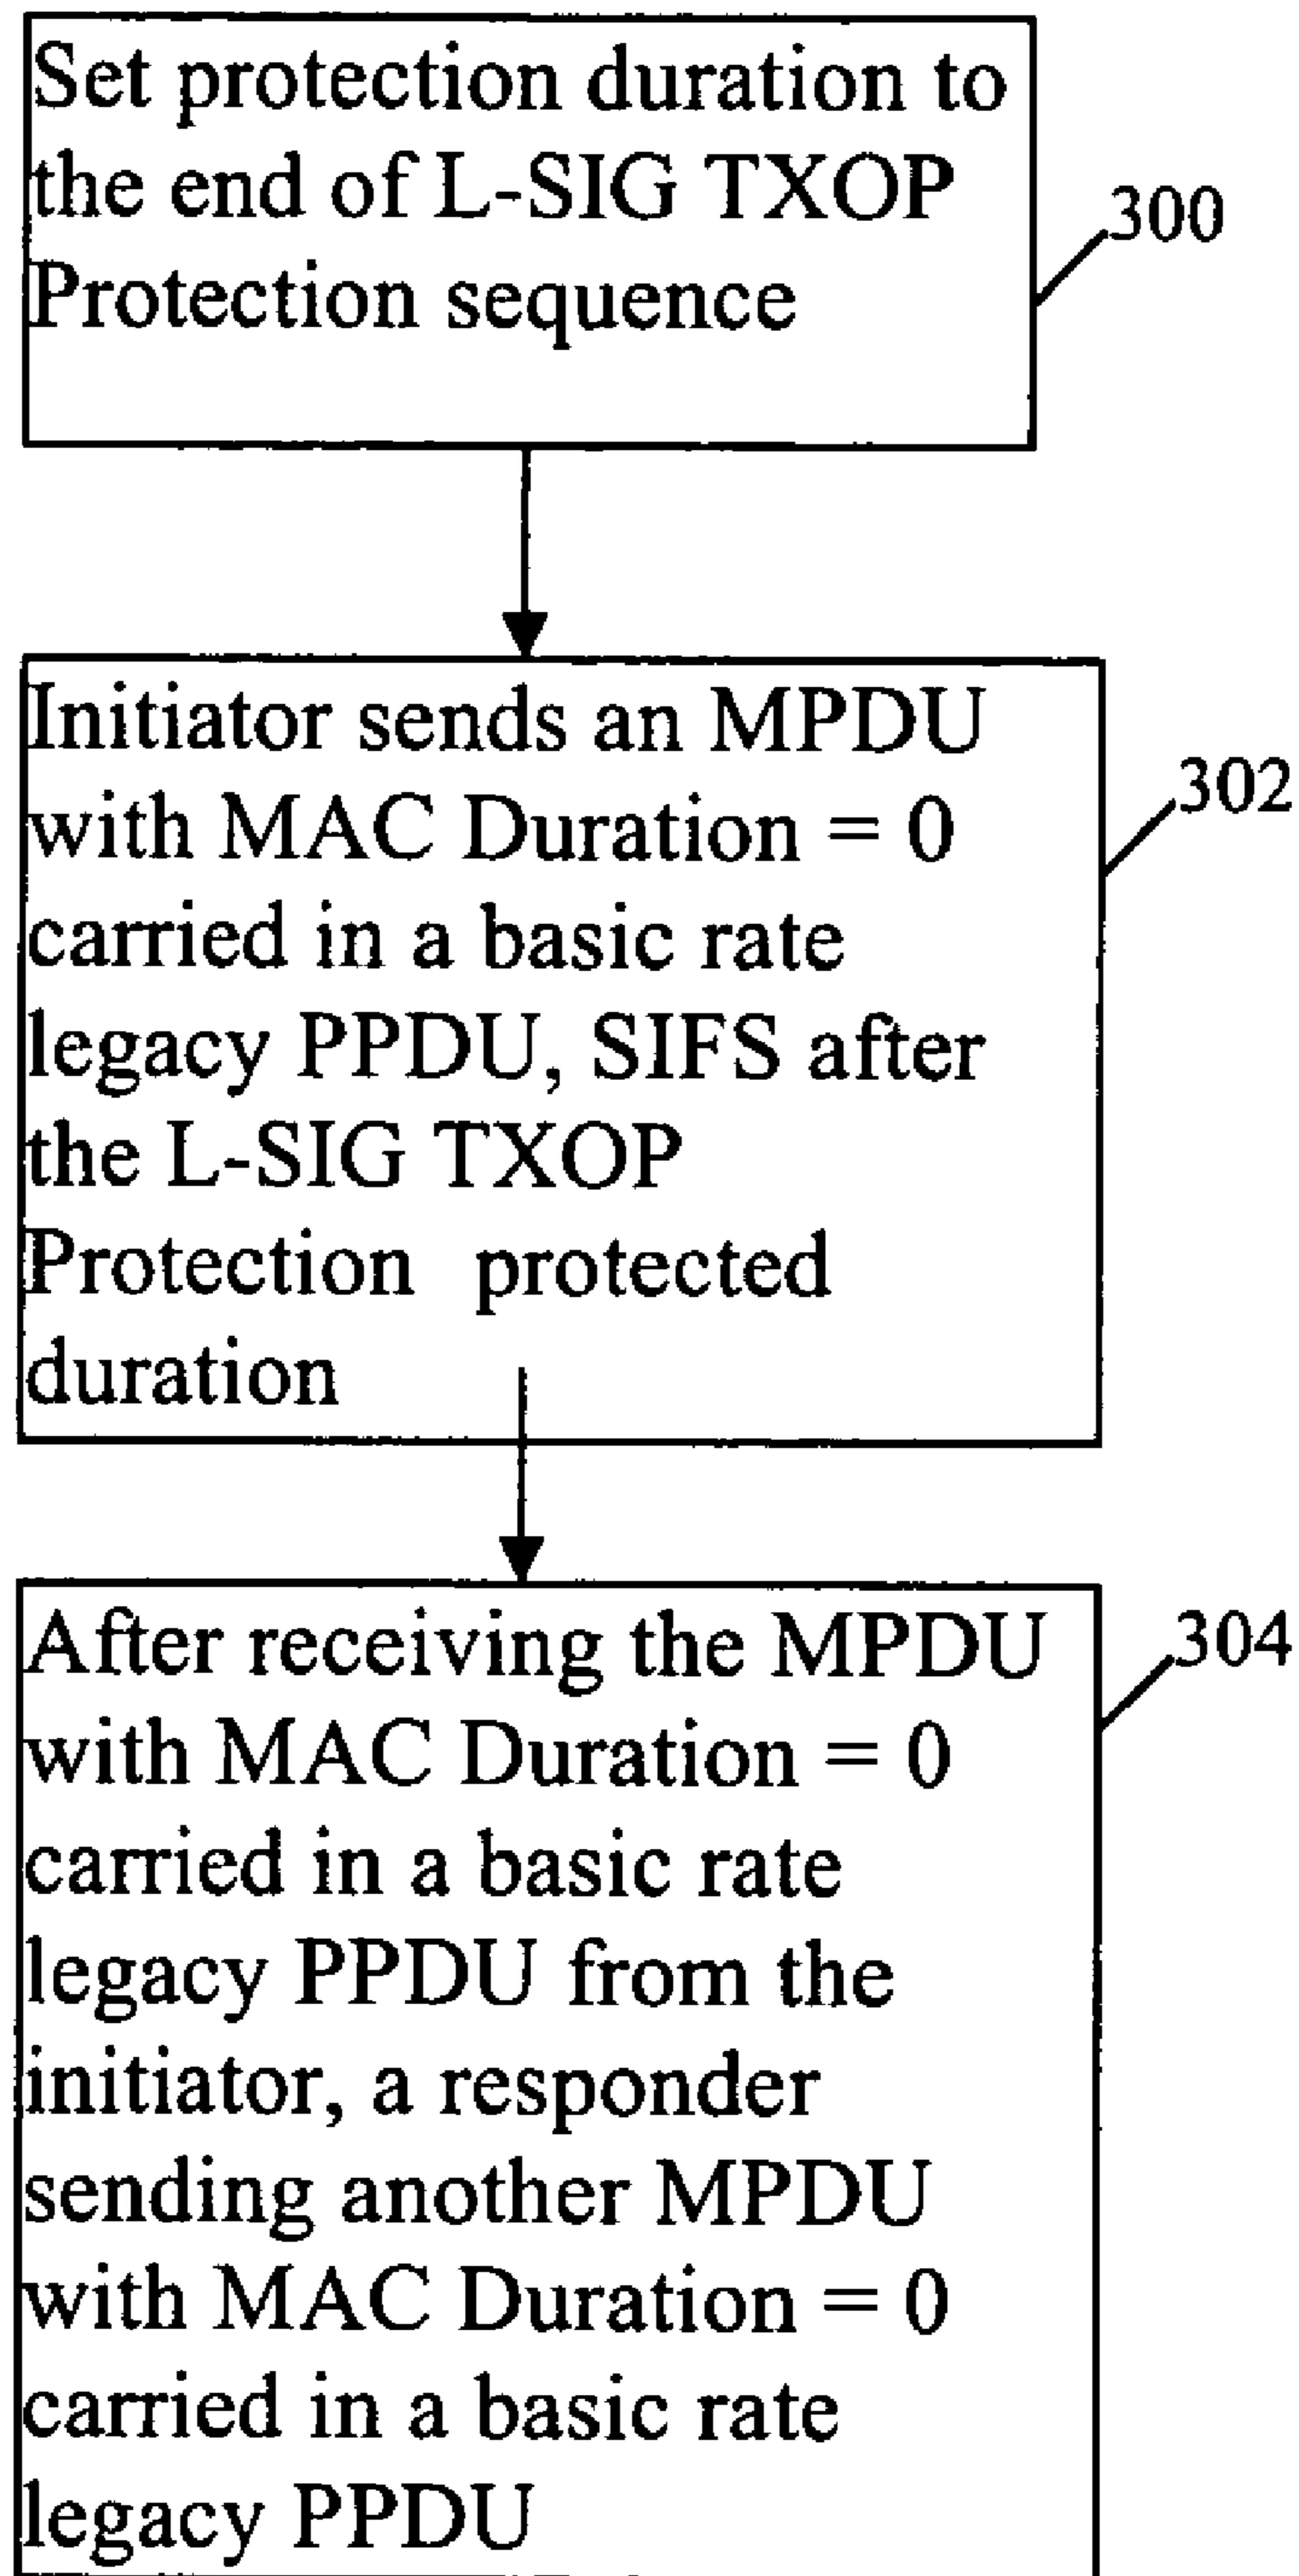 Set protection duration to
the end of L-SIG TXOP
Protection sequence
300
Initiator sends an MPDU
with MAC Duration = 0
carried in a basic rate
legacy PPDU, SIFS after
the L-SIG TXOP
Protection protected
duration
302
After receiving the MPDU
with MAC Duration = 0
carried in a basic rate
legacy PPDU from the
initiator, a responder
sending another MPDU
with MAC Duration = 0
carried in a basic rate
legacy PPDU
304